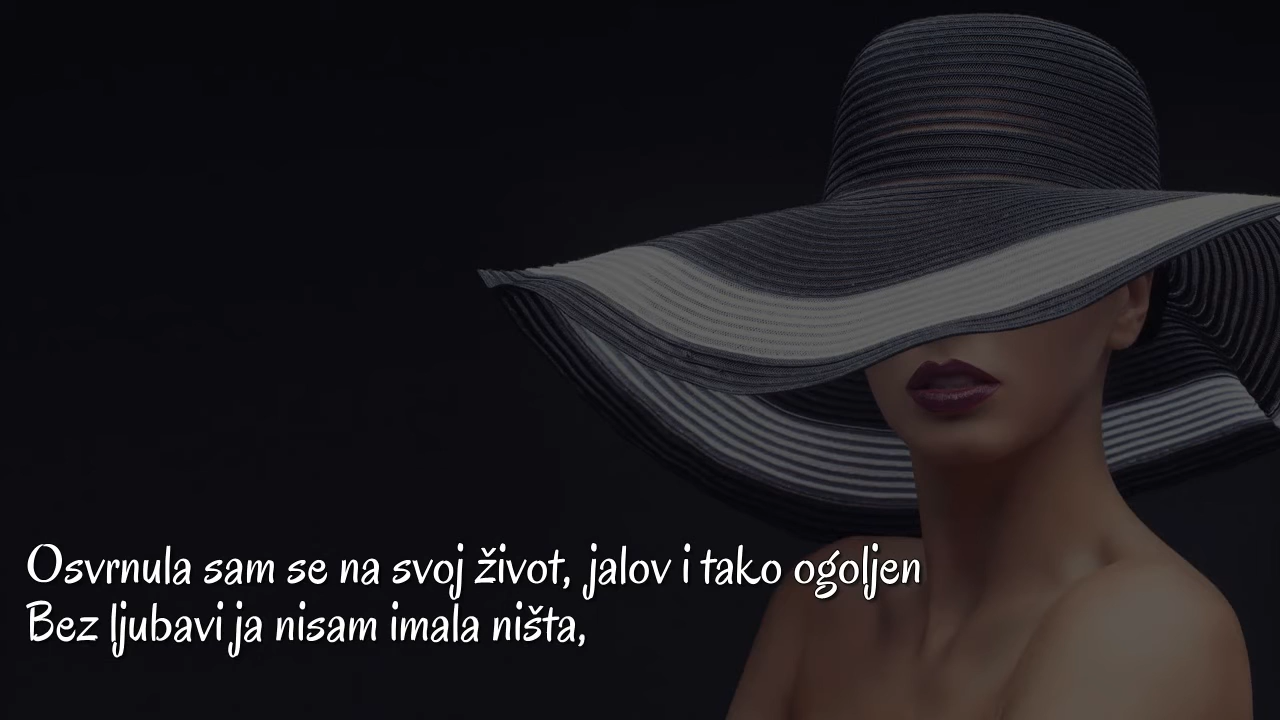 Osvrnula sam se na svoj život, jalov i tako ogoljen
Bez ljubavi ja nisam imala ništa,